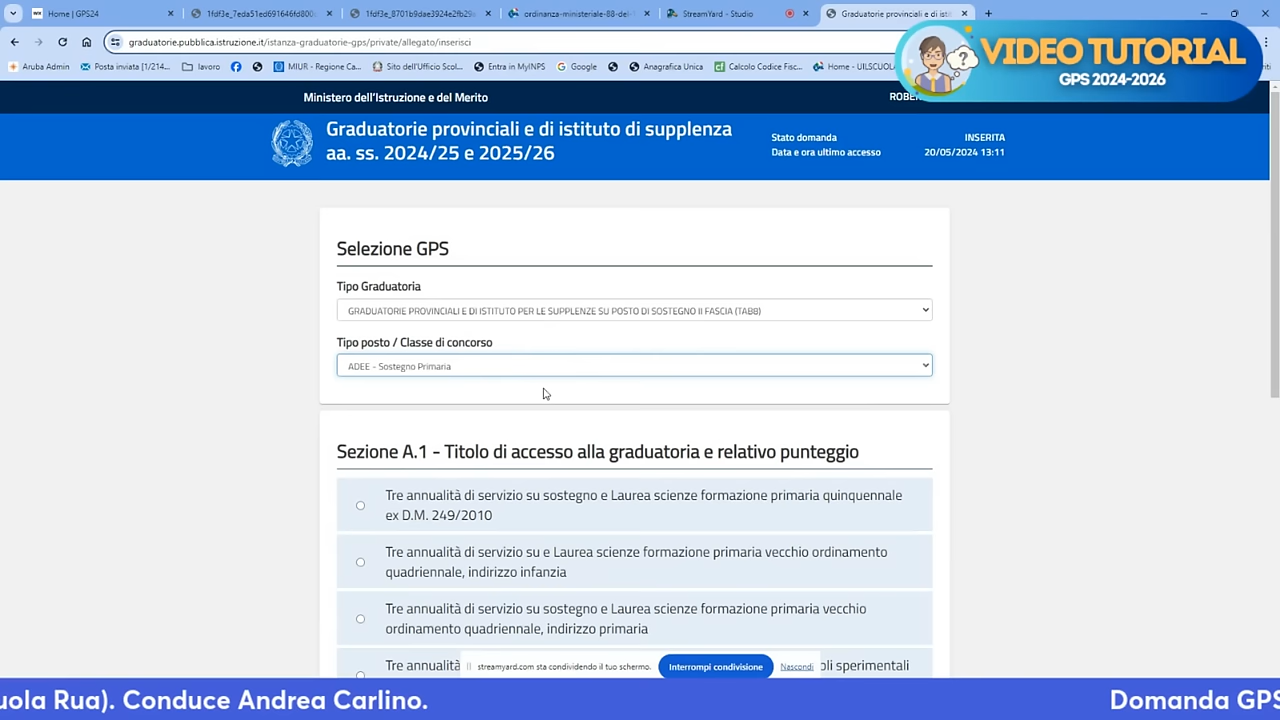 Home | GPS24
1fdf3e_7eda51ed691646fd800
1fdf3e_8701b9dae3924e2fb29
ordinanza-ministeriale-88-del-
StreamYard - Studio
Graduatorie provinciali e di isti
graduatorie.pubblica.istruzione.it/istanza-graduatorie-gps/private/allegato/inserisci
Aruba Admin
Posta inviata [1/214...
lavoro
MIUR - Regione Ca...
Sito dell'Ufficio Scol...
Entra in MyINPS
Google
Anagrafica Unica
Calcolo Codice Fisc...
Home - UILSCUOLA
VIDEO TUTORIAL
GPS 2024-2026
Ministero dell'Istruzione e del Merito
Graduatorie provinciali e di istituto di supplenza
aa. ss. 2024/25 e 2025/26
Stato domanda INSERITA
Data e ora ultimo accesso 20/05/2024 13:11
Selezione GPS
Tipo Graduatoria
GRADUATORIE PROVINCIALI E DI ISTITUTO PER LE SUPPLENZE SU POSTO DI SOSTEGNO II FASCIA (TAB8)
Tipo posto / Classe di concorso
ADEE - Sostegno Primaria
Sezione A.1 - Titolo di accesso alla graduatoria e relativo punteggio
Tre annualità di servizio su sostegno e Laurea scienze formazione primaria quinquennale
ex D.M. 249/2010
Tre annualità di servizio su e Laurea scienze formazione primaria vecchio ordinamento
quadriennale, indirizzo infanzia
Tre annualità di servizio su sostegno e Laurea scienze formazione primaria vecchio
ordinamento quadriennale, indirizzo primaria
Tre annualità
oli sperimentali
streamyard.com sta condividendo il tuo schermo.
Interrompi condivisione
Nascondi
uola Rua). Conduce Andrea Carlino.
Domanda GPS